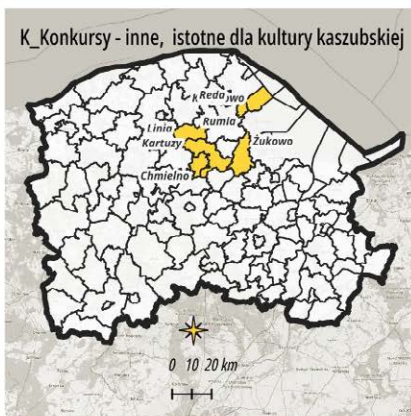 K_Konkursy - inne, istotne dla kultury kaszubskiej
Reda
Rumia
Linia
Kartuzy
Żukowo
Chmielno
0 10 20 km